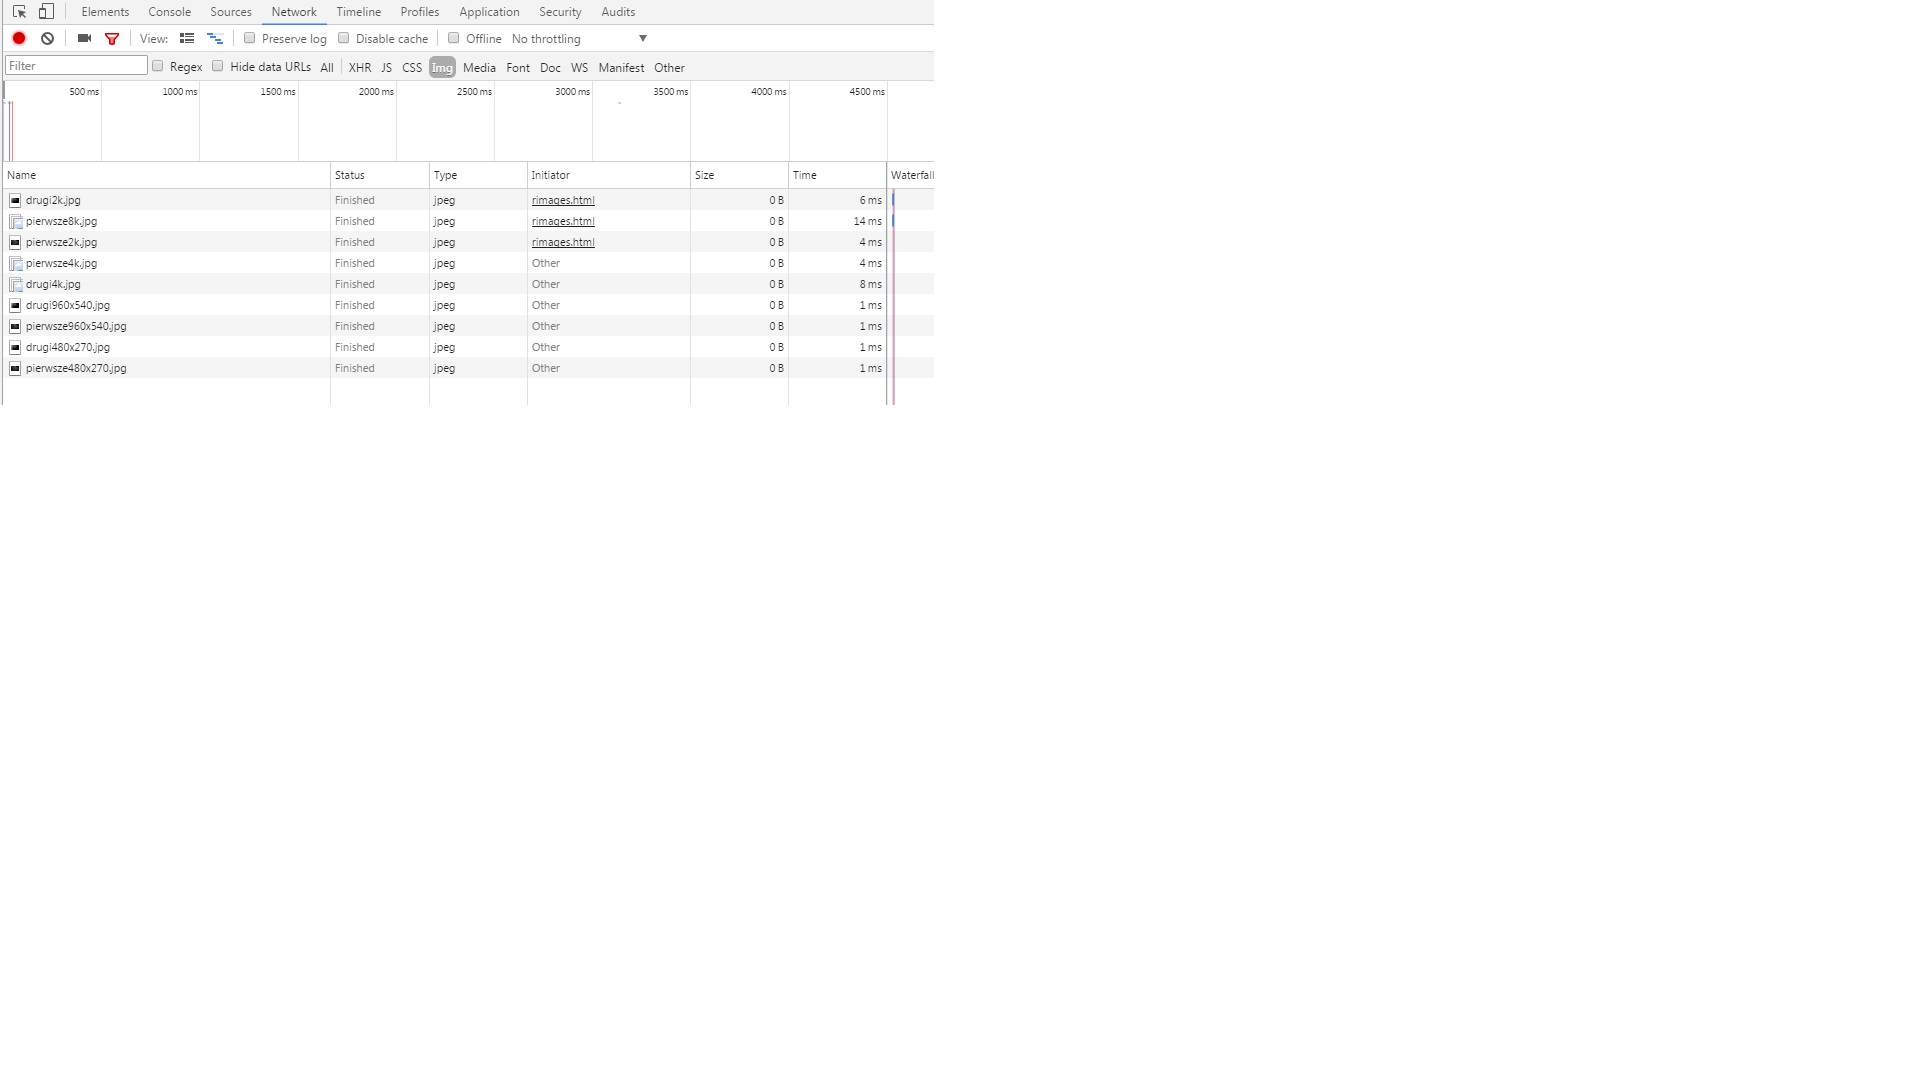 Elements Console Sources Network Timeline Profiles Application Security Audits
View: Preserve log Disable cache Offline No throttling ▼
Filter Regex Hide data URLs All XHR JS CSS Img Media Font Doc WS Manifest Other
500 ms 1000 ms 1500 ms 2000 ms 2500 ms 3000 ms 3500 ms 4000 ms 4500 ms
Name Status Type Initiator Size Time Waterfall
drugi2k.jpg Finished jpeg rimages.html 0 B 6 ms
pierwsze8k.jpg Finished jpeg rimages.html 0 B 14 ms
pierwsze2k.jpg Finished jpeg rimages.html 0 B 4 ms
pierwsze4k.jpg Finished jpeg Other 0 B 4 ms
drugi4k.jpg Finished jpeg Other 0 B 8 ms
drugi960x540.jpg Finished jpeg Other 0 B 1 ms
pierwsze960x540.jpg Finished jpeg Other 0 B 1 ms
drugi480x270.jpg Finished jpeg Other 0 B 1 ms
pierwsze480x270.jpg Finished jpeg Other 0 B 1 ms